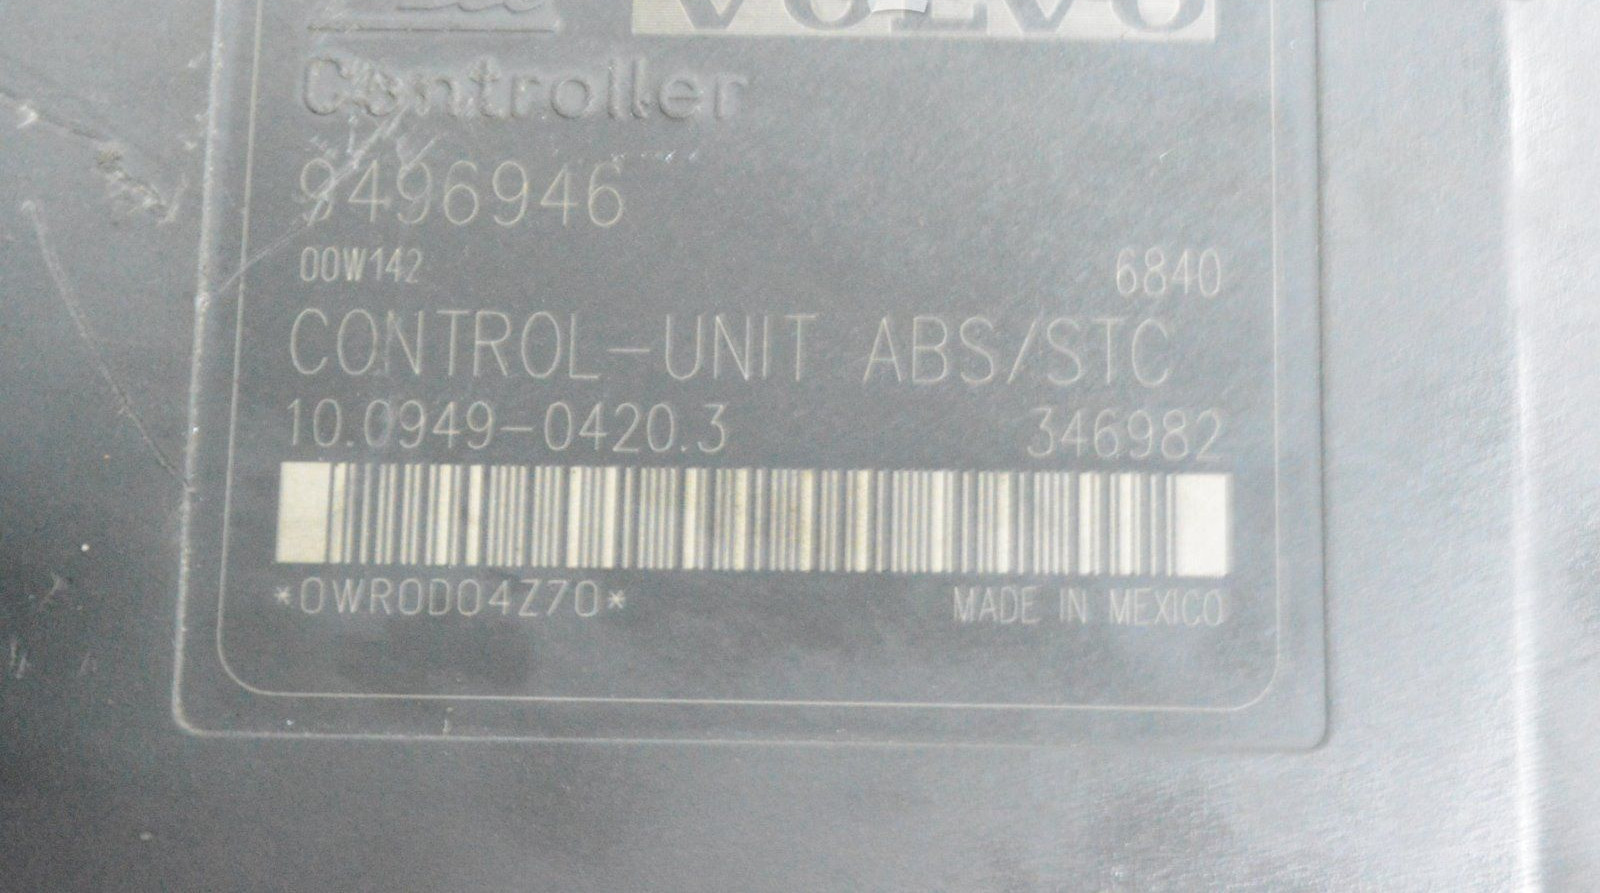 VOLVO
Controller
9496946
00W142 6840
CONTROL-UNIT ABS/STC
10.0949-0420.3 346982
*0WR0D04Z70*
MADE IN MEXICO